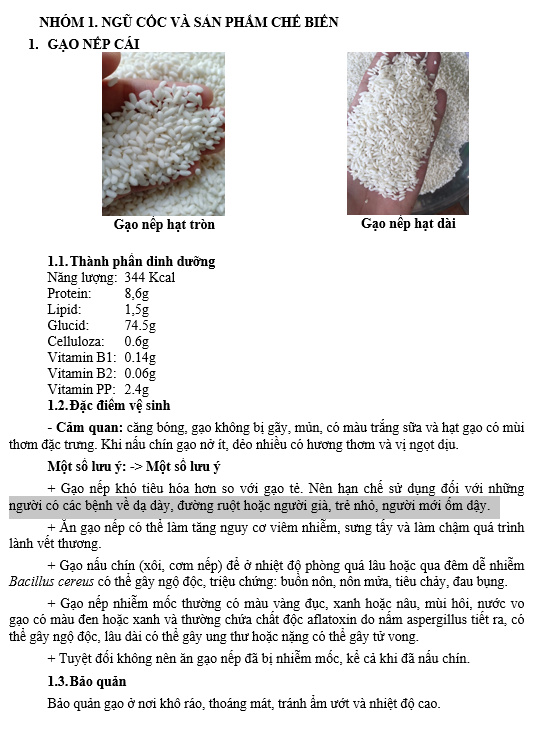 NHÓM 1. NGŨ CỐC VÀ SẢN PHẨM CHẾ BIẾN
1. GẠO NẾP CÁI
Gạo nếp hạt tròn
Gạo nếp hạt dài
1.1. Thành phần dinh dưỡng
Năng lượng: 344 Kcal
Protein: 8,6g
Lipid: 1,5g
Glucid: 74.5g
Celluloza: 0.6g
Vitamin B1: 0.14g
Vitamin B2: 0.06g
Vitamin PP: 2.4g
1.2. Đặc điểm vệ sinh
- Cảm quan: căng bóng, gạo không bị gãy, mủn, có màu trắng sữa và hạt gạo có mùi
thơm đặc trưng. Khi nấu chín gạo nở ít, dẻo nhiều có hương thơm và vị ngọt dịu.
Một số lưu ý: -> Một số lưu ý
+ Gạo nếp khó tiêu hóa hơn so với gạo tẻ. Nên hạn chế sử dụng đối với những
người có các bệnh về dạ dày, đường ruột hoặc người già, trẻ nhỏ, người mới ốm dậy.
+ Ăn gạo nếp có thể làm tăng nguy cơ viêm nhiễm, sưng tấy và làm chậm quá trình
lành vết thương.
+ Gạo nấu chín (xôi, cơm nếp) để ở nhiệt độ phòng quá lâu hoặc qua đêm dễ nhiễm
Bacillus cereus có thể gây ngộ độc, triệu chứng: buồn nôn, nôn mửa, tiêu chảy, đau bụng.
+ Gạo nếp nhiễm mốc thường có màu vàng đục, xanh hoặc nâu, mùi hôi, nước vo
gạo có màu đen hoặc xanh và thường chứa chất độc aflatoxin do nấm aspergillus tiết ra, có
thể gây ngộ độc, lâu dài có thể gây ung thư hoặc nặng có thể gây tử vong.
+ Tuyệt đối không nên ăn gạo nếp đã bị nhiễm mốc, kể cả khi đã nấu chín.
1.3. Bảo quản
Bảo quản gạo ở nơi khô ráo, thoáng mát, tránh ẩm ướt và nhiệt độ cao.